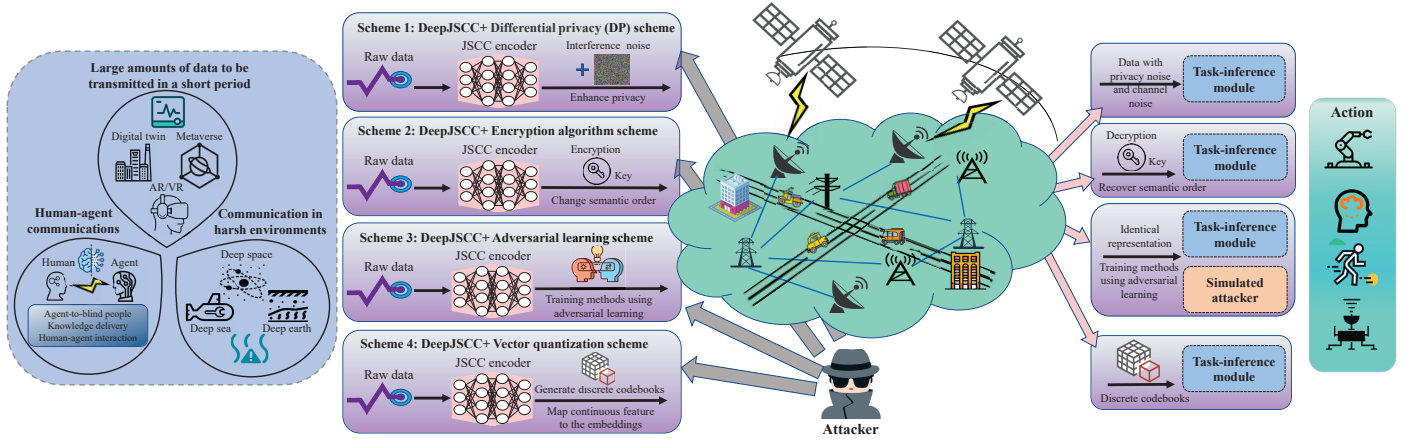 Large amounts of data to be
transmitted in a short period
Digital twin
Metaverse
AR/VR
Human-agent
communications
Human
Agent
Agent-to-blind people
Knowledge delivery
Human-agent interaction
Communication in
harsh environments
Deep space
Deep sea
Deep earth
Scheme 1: DeepJSCC+ Differential privacy (DP) scheme
Raw data
JSCC encoder
Interference noise
Enhance privacy
Scheme 2: DeepJSCC+ Encryption algorithm scheme
Raw data
JSCC encoder
Encryption
Key
Change semantic order
Scheme 3: DeepJSCC+ Adversarial learning scheme
Raw data
JSCC encoder
Training methods using
adversarial learning
Scheme 4: DeepJSCC+ Vector quantization scheme
Raw data
JSCC encoder
Generate discrete codebooks
Map continuous feature
to the embeddings
Attacker
Data with
privacy noise
and channel
noise
Task-inference
module
Decryption
Key
Recover semantic order
Task-inference
module
Identical
representation
Training methods
using adversarial
learning
Task-inference
module
Simulated
attacker
Discrete codebooks
Task-inference
module
Action